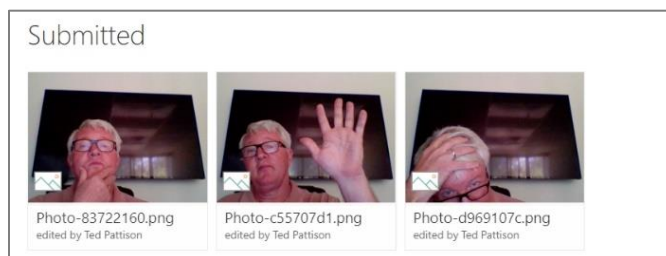 Submitted
Photo-83722160.png
edited by Ted Pattison
Photo-c55707d1.png
edited by Ted Pattison
Photo-d969107c.png
edited by Ted Pattison